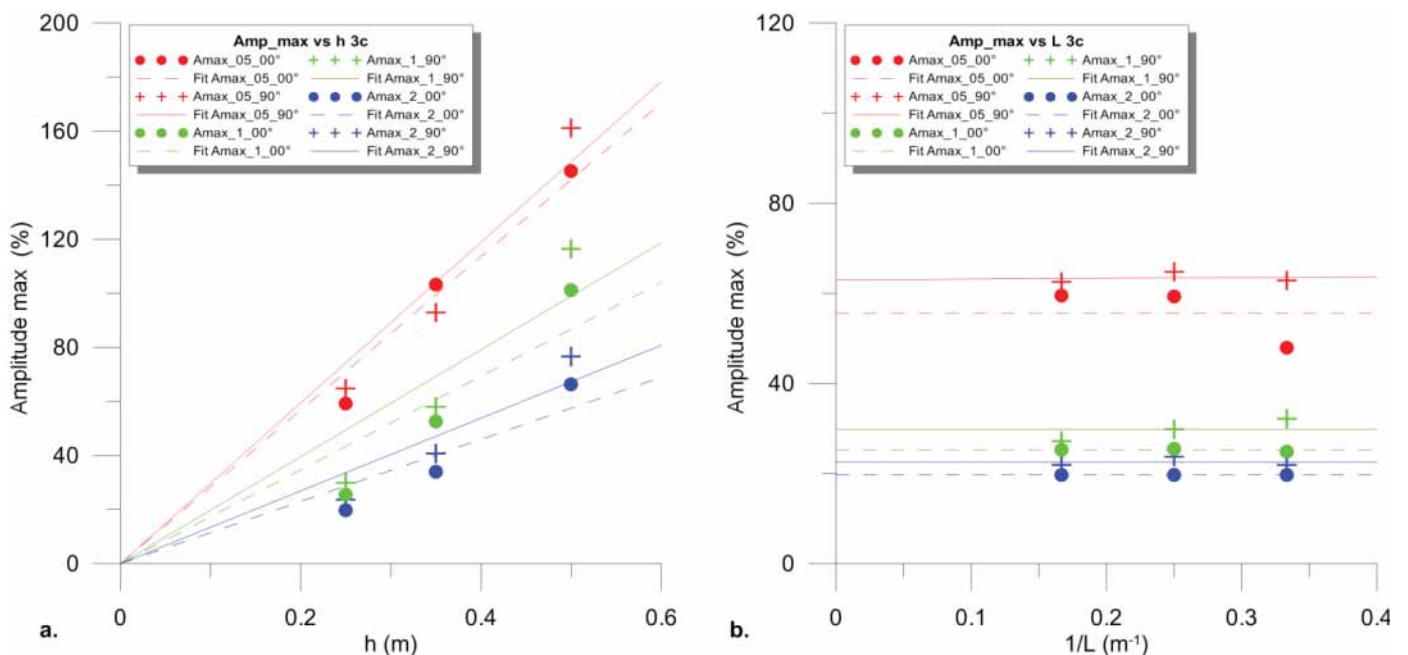 200
160
120
80
40
0
Amplitude max (%)
Amp_max vs h 3c
Amax_05_00° Amax_1_90°
Fit Amax_05_00° Fit Amax_1_90°
Amax_05_90° Amax_2_00°
Fit Amax_05_90° Fit Amax_2_00°
Amax_1_00° Amax_2_90°
Fit Amax_1_00° Fit Amax_2_90°
0 0.2 0.4 0.6
h (m)
a.
120
80
40
0
Amplitude max (%)
Amp_max vs L 3c
Amax_05_00° Amax_1_90°
Fit Amax_05_00° Fit Amax_1_90°
Amax_05_90° Amax_2_00°
Fit Amax_05_90° Fit Amax_2_00°
Amax_1_00° Amax_2_90°
Fit Amax_1_00° Fit Amax_2_90°
0 0.1 0.2 0.3 0.4
1/L (m⁻¹)
b.